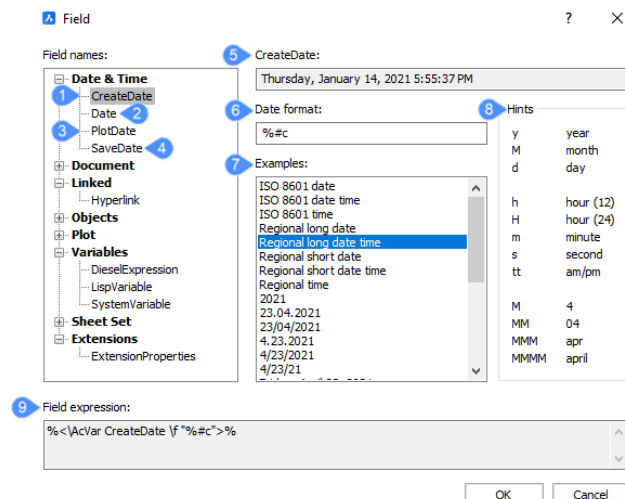 Field
?
Field names:
Date & Time
CreateDate
Date
PlotDate
SaveDate
Document
Linked
Hyperlink
Objects
Plot
Variables
DieselExpression
LispVariable
SystemVariable
Sheet Set
Extensions
ExtensionProperties
1
2
3
4
5 CreateDate:
Thursday, January 14, 2021 5:55:37 PM
6 Date format:
%#c
7 Examples:
ISO 8601 date
ISO 8601 date time
ISO 8601 time
Regional long date
Regional long date time
Regional short date
Regional short date time
Regional time
2021
23.04.2021
23/04/2021
4.23.2021
4/23/2021
4/23/21
8 Hints
y year
M month
d day
h hour (12)
H hour (24)
m minute
s second
tt am/pm
M 4
MM 04
MMM apr
MMMM april
9 Field expression:
%<\AcVar CreateDate \f "%#c">%
OK Cancel